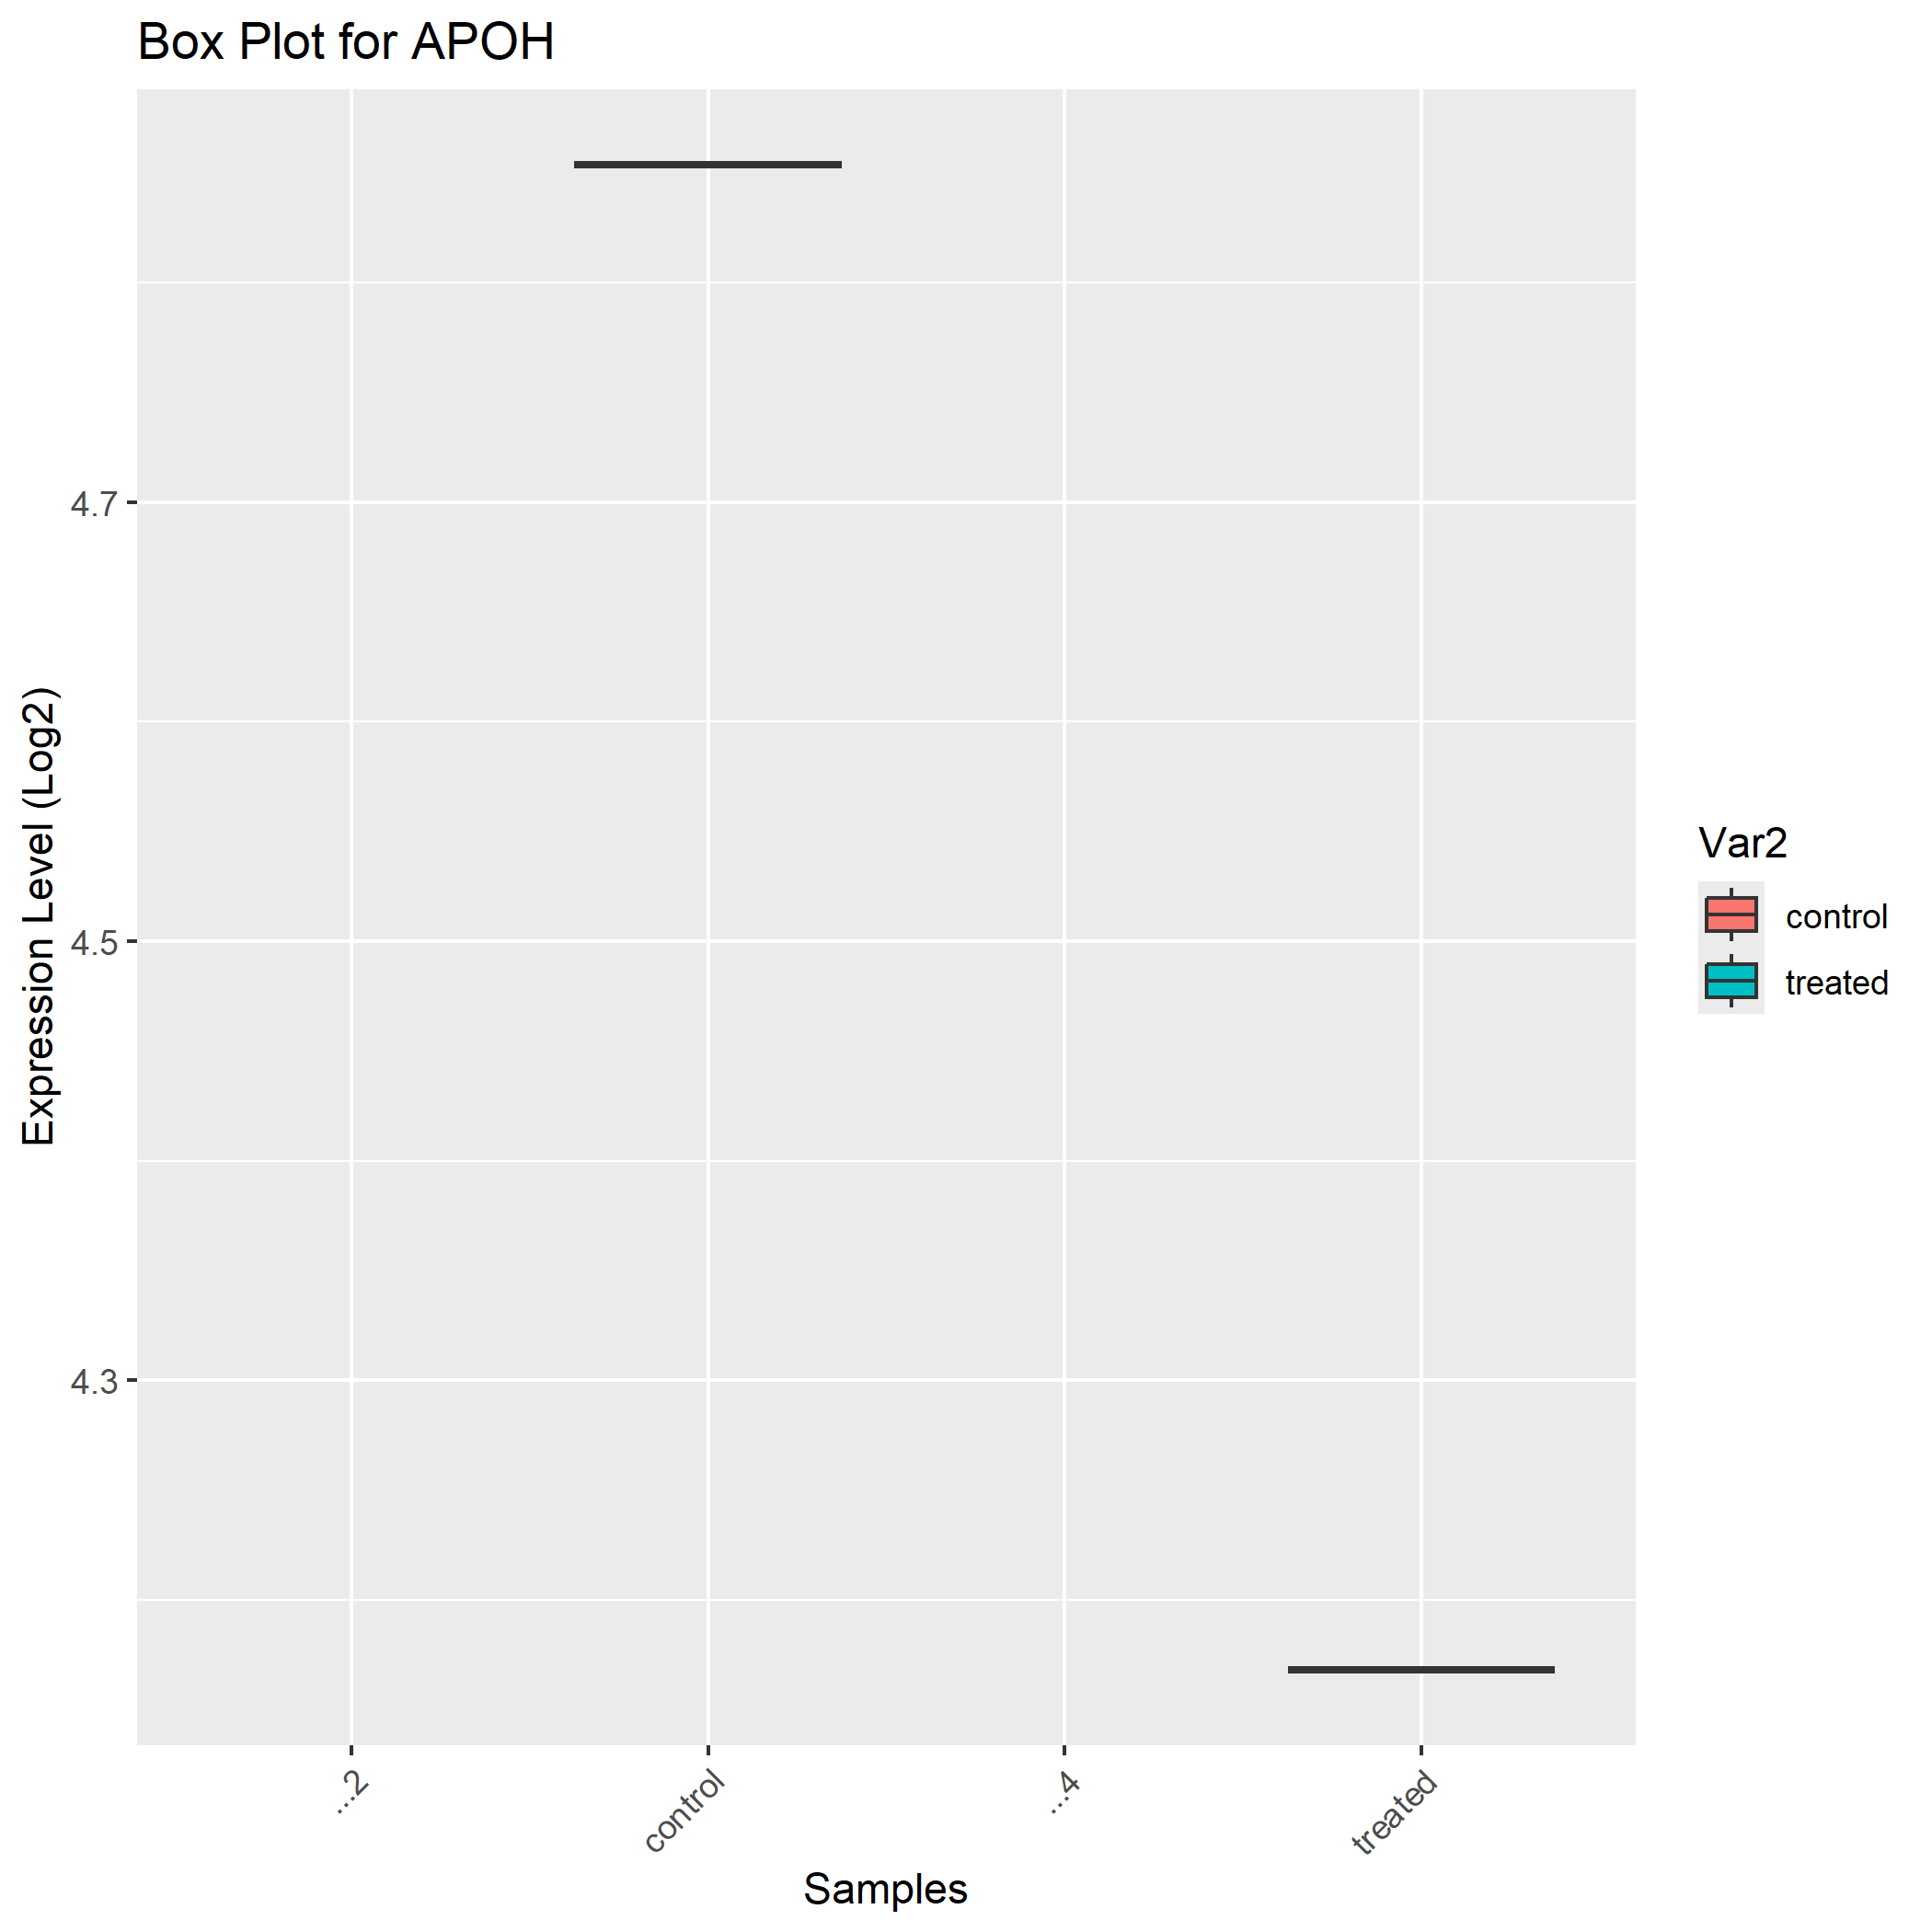 Box Plot for APOH
Expression Level (Log2)
4.7
4.5
4.3
...2
control
...4
treated
Samples
Var2
control
treated